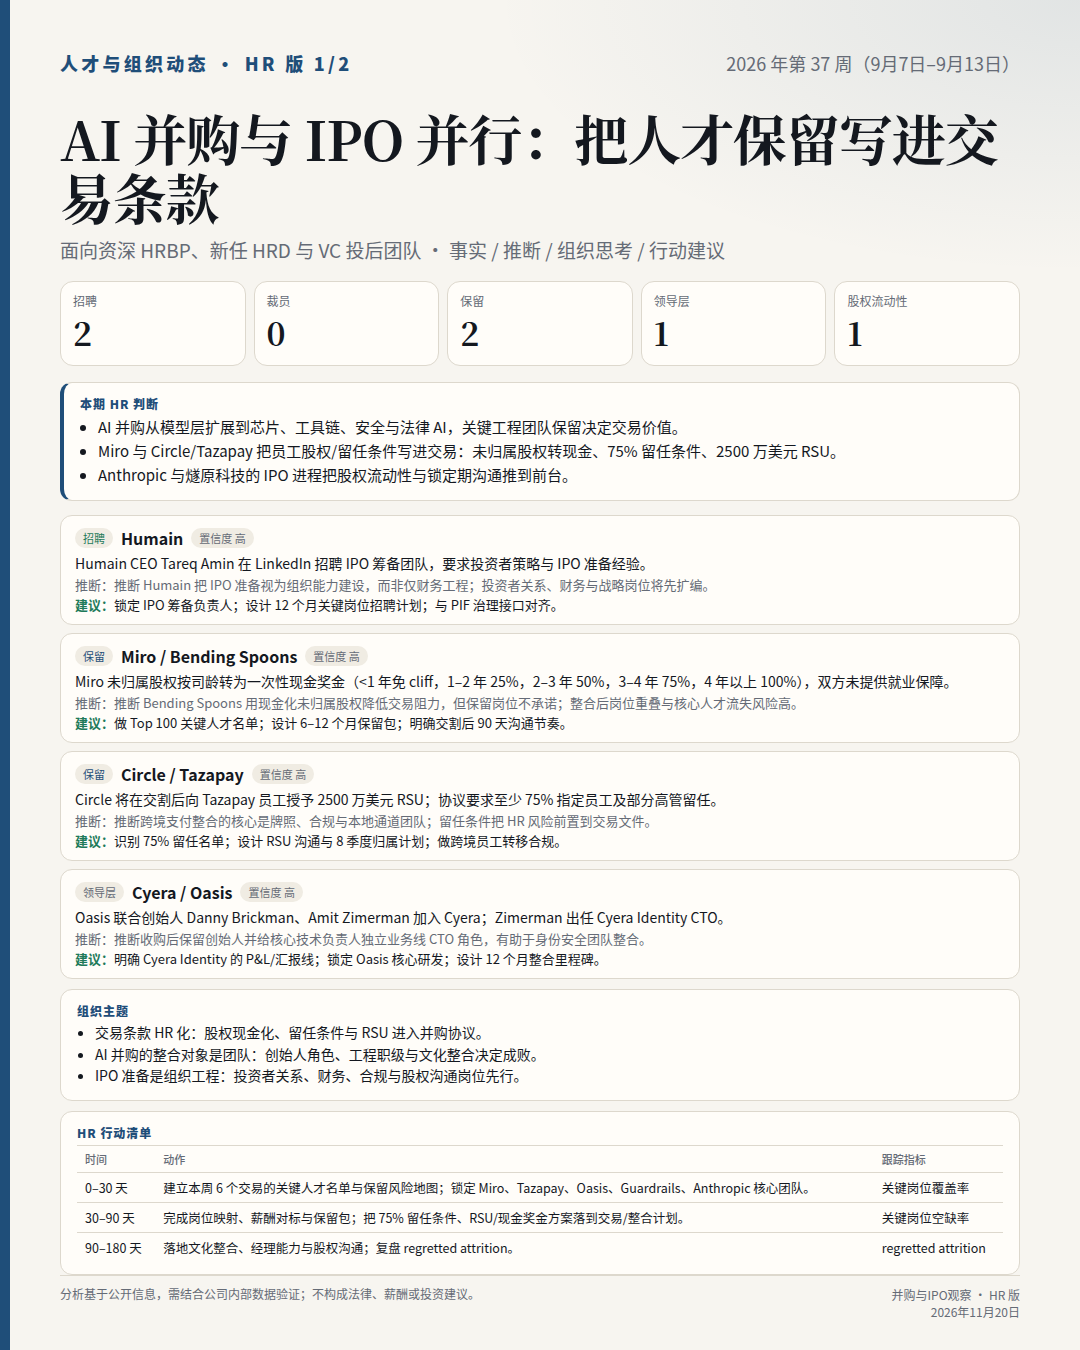 人才与组织动态 · HR 版 1/2
2026 年第 37 周（9月7日–9月13日）
AI 并购与 IPO 并行：把人才保留写进交
易条款
面向资深 HRBP、新任 HRD 与 VC 投后团队 · 事实 / 推断 / 组织思考 / 行动建议
招聘
2
裁员
0
保留
2
领导层
1
股权流动性
1
本期 HR 判断
• AI 并购从模型层扩展到芯片、工具链、安全与法律 AI，关键工程团队保留决定交易价值。
• Miro 与 Circle/Tazapay 把员工股权/留任条件写进交易：未归属股权转现金、75% 留任条件、2500 万美元 RSU。
• Anthropic 与燧原科技的 IPO 进程把股权流动性与锁定期沟通推到前台。
招聘 Humain 置信度 高
Humain CEO Tareq Amin 在 LinkedIn 招聘 IPO 筹备团队，要求投资者策略与 IPO 准备经验。
推断：推断 Humain 把 IPO 准备视为组织能力建设，而非仅财务工程；投资者关系、财务与战略岗位将先扩编。
建议：锁定 IPO 筹备负责人；设计 12 个月关键岗位招聘计划；与 PIF 治理接口对齐。
保留 Miro / Bending Spoons 置信度 高
Miro 未归属股权按司龄转为一次性现金奖金（<1 年免 cliff，1–2 年 25%，2–3 年 50%，3–4 年 75%，4 年以上 100%），双方未提供就业保障。
推断：推断 Bending Spoons 用现金化未归属股权降低交易阻力，但保留岗位不承诺；整合后岗位重叠与核心人才流失风险高。
建议：做 Top 100 关键人才名单；设计 6–12 个月保留包；明确交割后 90 天沟通节奏。
保留 Circle / Tazapay 置信度 高
Circle 将在交割后向 Tazapay 员工授予 2500 万美元 RSU；协议要求至少 75% 指定员工及部分高管留任。
推断：推断跨境支付整合的核心是牌照、合规与本地通道团队；留任条件把 HR 风险前置到交易文件。
建议：识别 75% 留任名单；设计 RSU 沟通与 8 季度归属计划；做跨境员工转移合规。
领导层 Cyera / Oasis 置信度 高
Oasis 联合创始人 Danny Brickman、Amit Zimerman 加入 Cyera；Zimerman 出任 Cyera Identity CTO。
推断：推断收购后保留创始人并给核心技术负责人独立业务线 CTO 角色，有助于身份安全团队整合。
建议：明确 Cyera Identity 的 P&L/汇报线；锁定 Oasis 核心研发；设计 12 个月整合里程碑。
组织主题
• 交易条款 HR 化：股权现金化、留任条件与 RSU 进入并购协议。
• AI 并购的整合对象是团队：创始人角色、工程职级与文化整合决定成败。
• IPO 准备是组织工程：投资者关系、财务、合规与股权沟通岗位先行。
HR 行动清单
时间 动作 跟踪指标
0–30 天 建立本周 6 个交易的关键人才名单与保留风险地图；锁定 Miro、Tazapay、Oasis、Guardrails、Anthropic 核心团队。 关键岗位覆盖率
30–90 天 完成岗位映射、薪酬对标与保留包；把 75% 留任条件、RSU/现金奖金方案落到交易/整合计划。 关键岗位空缺率
90–180 天 落地文化整合、经理能力与股权沟通；复盘 regretted attrition。 regretted attrition
分析基于公开信息，需结合公司内部数据验证；不构成法律、薪酬或投资建议。
并购与IPO观察 · HR 版
2026年11月20日